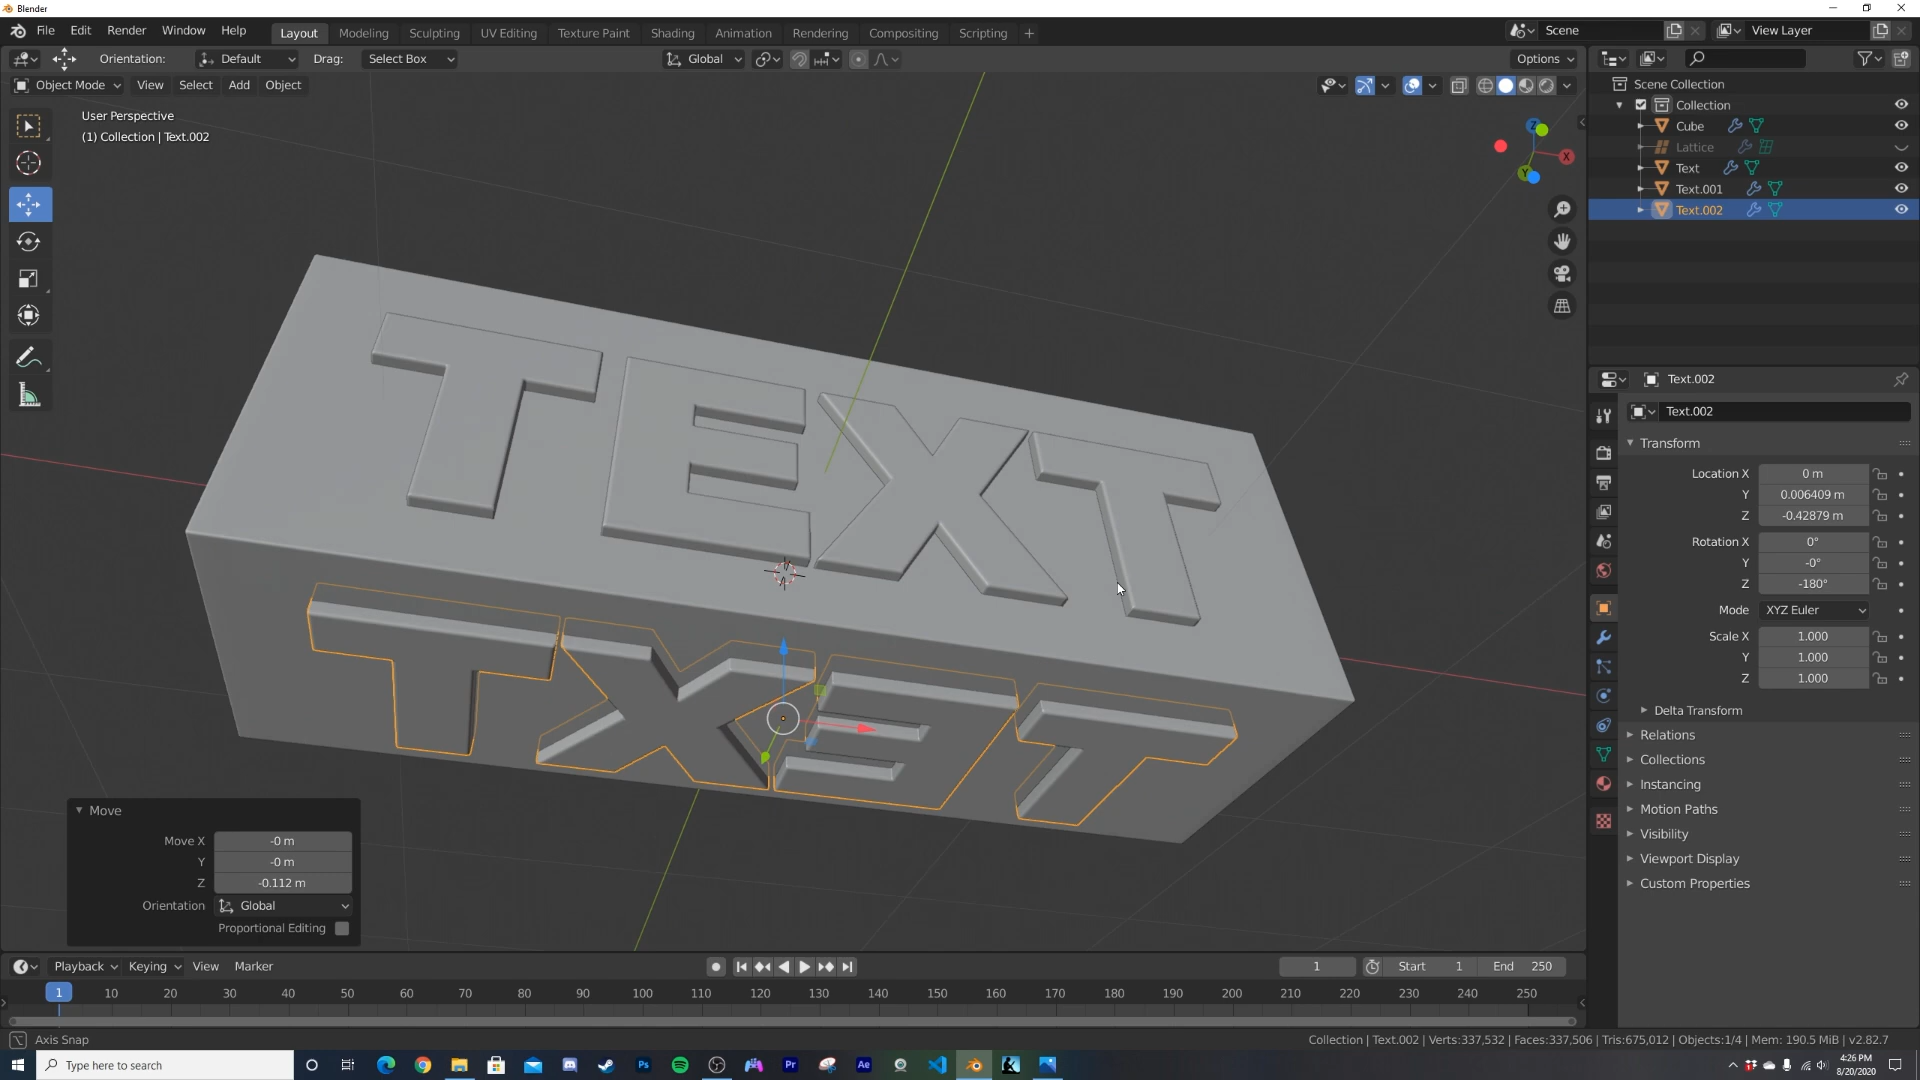 Blender
File Edit Render Window Help Layout Modeling Sculpting UV Editing Texture Paint Shading Animation Rendering Compositing Scripting +
Scene
View Layer
Orientation: Default Drag: Select Box
Global
Options
Object Mode View Select Add Object
User Perspective
(1) Collection | Text.002
Z
X
Y
TEXT
TXET
Scene Collection
Collection
Cube
Lattice
Text
Text.001
Text.002
Text.002
Text.002
Transform
Location X 0 m
Y 0.006409 m
Z -0.42879 m
Rotation X 0°
Y -0°
Z -180°
Mode XYZ Euler
Scale X 1.000
Y 1.000
Z 1.000
Delta Transform
Relations
Collections
Instancing
Motion Paths
Visibility
Viewport Display
Custom Properties
Move
Move X -0 m
Y -0 m
Z -0.112 m
Orientation Global
Proportional Editing
Playback Keying View Marker
1 Start 1 End 250
1 10 20 30 40 50 60 70 80 90 100 110 120 130 140 150 160 170 180 190 200 210 220 230 240 250
Axis Snap
Collection | Text.002 | Verts:337,532 | Faces:337,506 | Tris:675,012 | Objects:1/4 | Mem: 190.5 MiB | v2.82.7
Type here to search
Ps
Pr
Ae
4:26 PM
8/20/2020